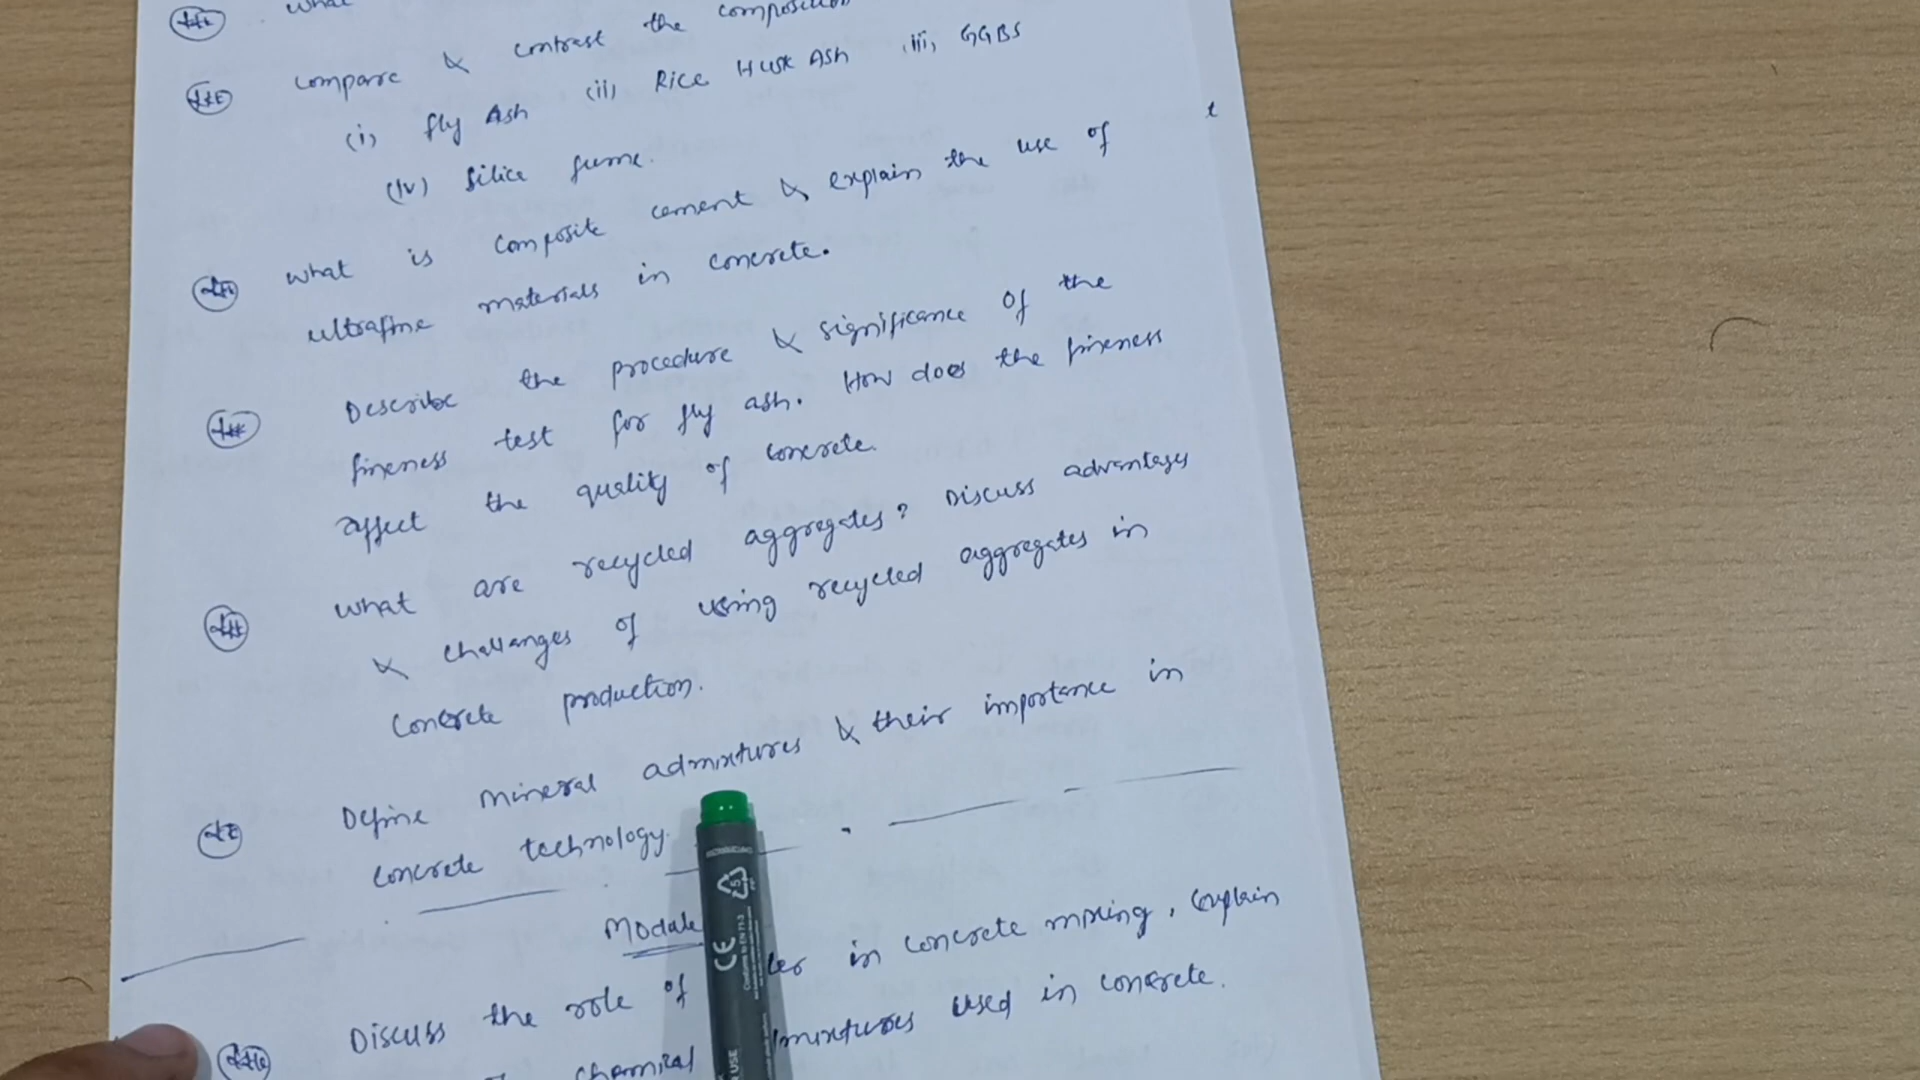 what
compare & contrast the composition
(i) fly Ash (ii) Rice Husk Ash (iii) GGBS
(iv) Silica fume.
what is composite cement & explain the use of
ultrafine materials in concrete.
Describe the procedure & significance of the
fineness test for fly ash. How does the fineness
affect the quality of concrete.
what are recycled aggregates? Discuss advantages
& challanges of using recycled aggregates in
concrete production.
Define mineral admixtures & their importance in
concrete technology.
Module
Discuss the role of in concrete mixing, explain
chemical used in concrete.
CE